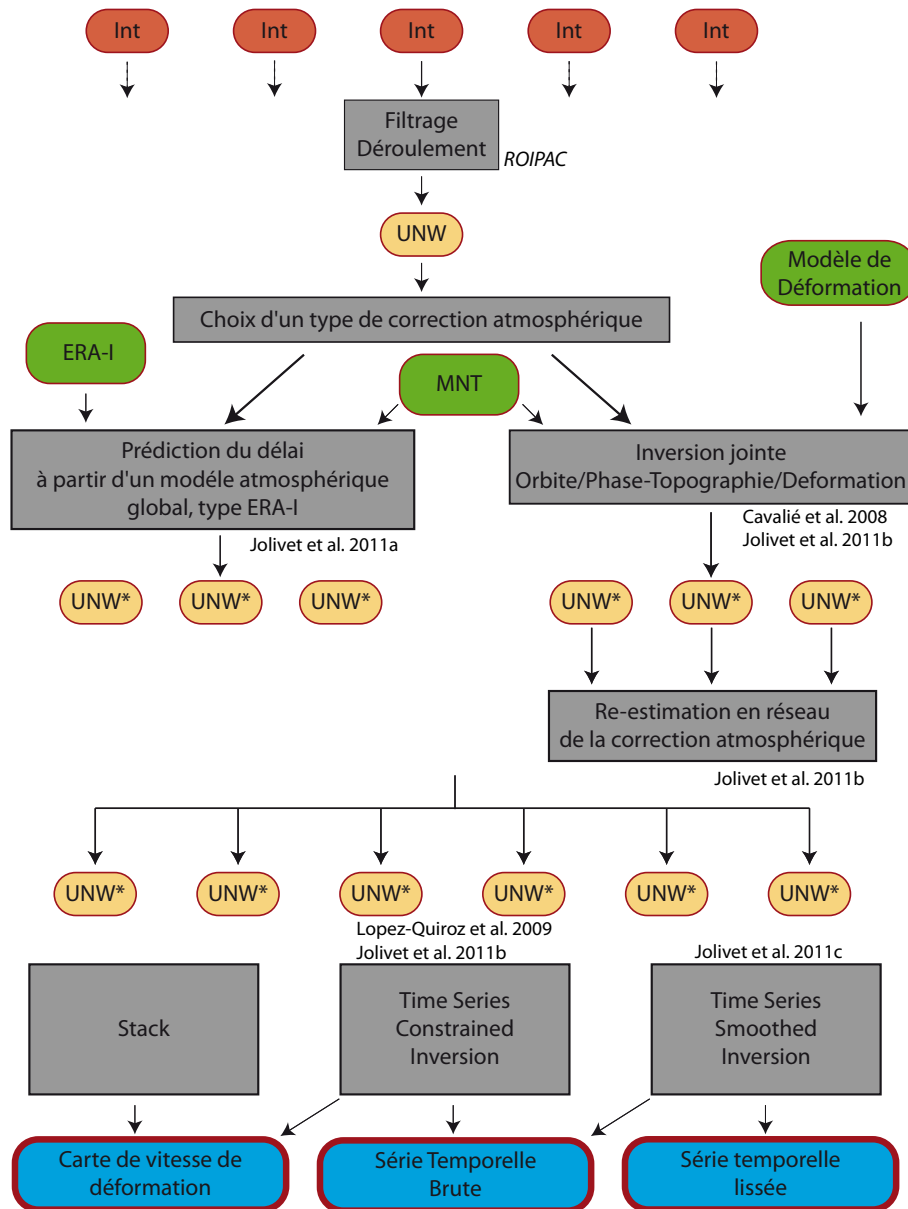 Int
Int
Int
Int
Int
Filtrage
Déroulement
ROIPAC
UNW
Modèle de
Déformation
Choix d'un type de correction atmosphérique
ERA-I
MNT
Prédiction du délai
à partir d'un modéle atmosphérique
global, type ERA-I
Jolivet et al. 2011a
Inversion jointe
Orbite/Phase-Topographie/Deformation
Cavalié et al. 2008
Jolivet et al. 2011b
UNW*
UNW*
UNW*
UNW*
UNW*
UNW*
Re-estimation en réseau
de la correction atmosphérique
Jolivet et al. 2011b
UNW*
UNW*
UNW*
UNW*
UNW*
UNW*
Lopez-Quiroz et al. 2009
Jolivet et al. 2011b
Jolivet et al. 2011c
Stack
Time Series
Constrained
Inversion
Time Series
Smoothed
Inversion
Carte de vitesse de
déformation
Série Temporelle
Brute
Série temporelle
lissée